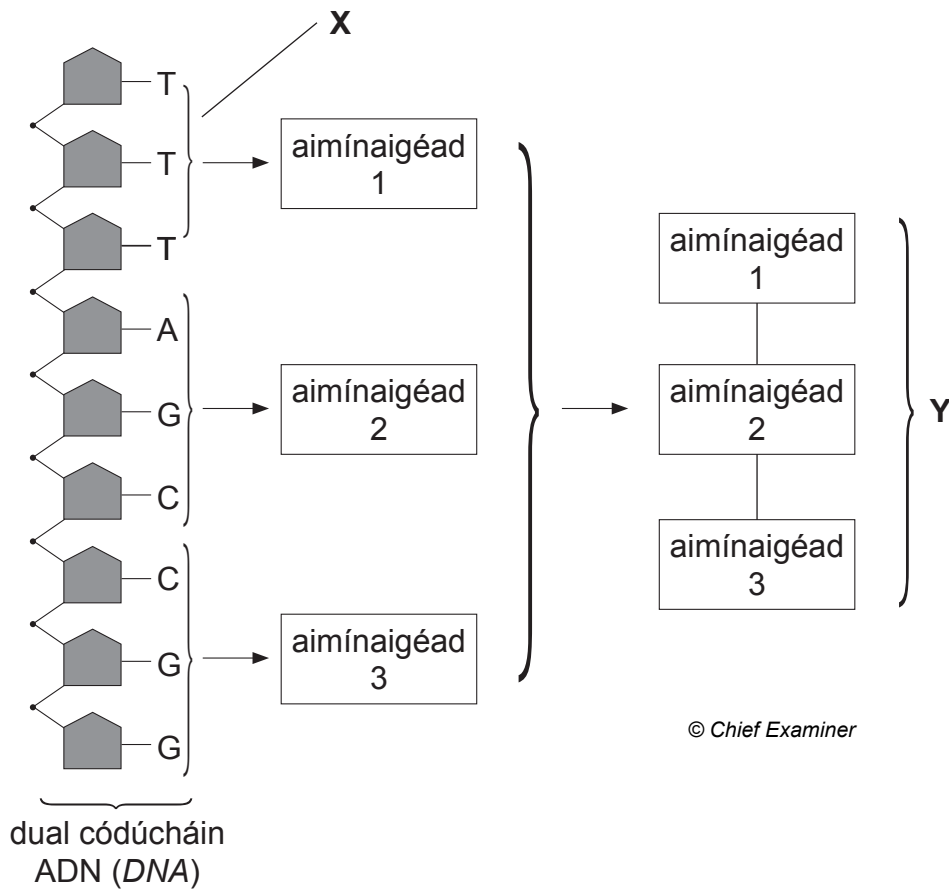 X
T
T
T
A
G
C
C
G
G
aimínaigéad
1
aimínaigéad
2
aimínaigéad
3
aimínaigéad
1
aimínaigéad
2
aimínaigéad
3
Y
© Chief Examiner
dual códúcháin
ADN (DNA)